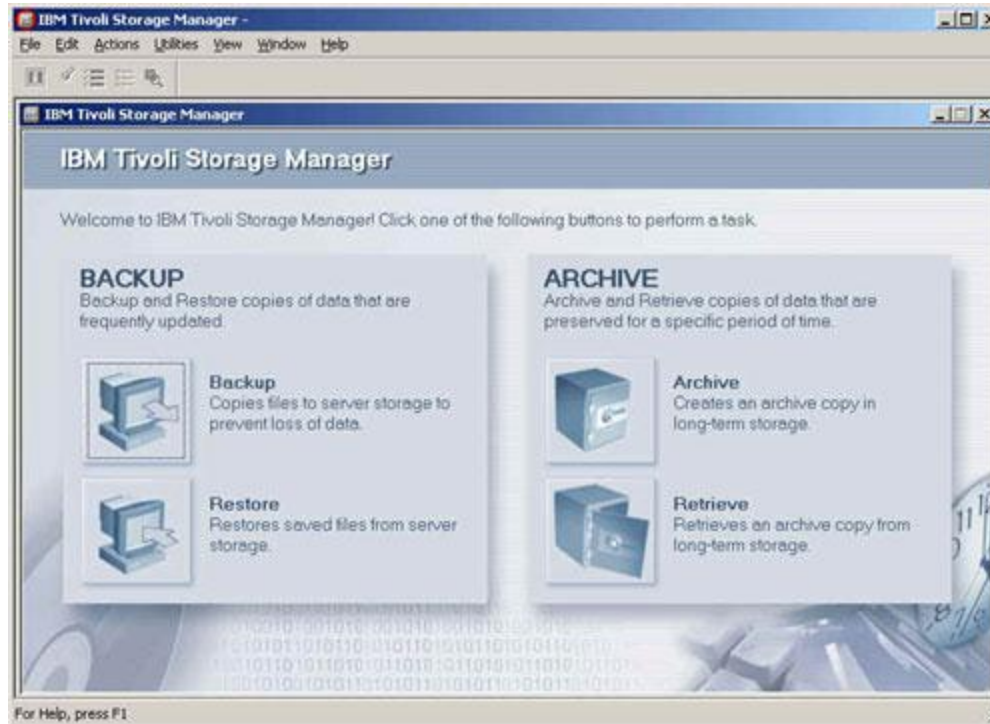 IBM Tivoli Storage Manager -
File Edit Actions Utilities View Window Help
IBM Tivoli Storage Manager
IBM Tivoli Storage Manager
Welcome to IBM Tivoli Storage Manager! Click one of the following buttons to perform a task.
BACKUP
Backup and Restore copies of data that are
frequently updated.
Backup
Copies files to server storage to
prevent loss of data.
Restore
Restores saved files from server
storage.
ARCHIVE
Archive and Retrieve copies of data that are
preserved for a specific period of time.
Archive
Creates an archive copy in
long-term storage.
Retrieve
Retrieves an archive copy from
long-term storage.
For Help, press F1